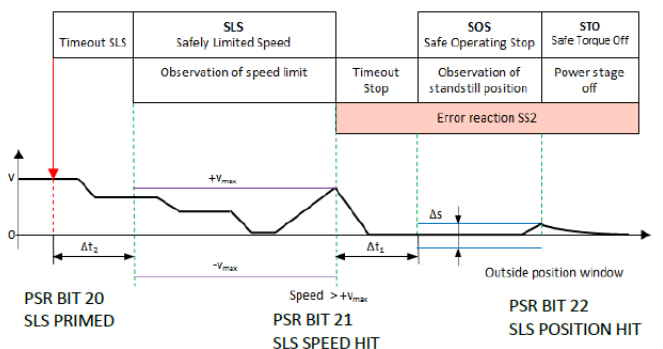 SLS
SOS
STO
Timeout SLS
Safely Limited Speed
Safe Operating Stop
Safe Torque Off
Observation of speed limit
Timeout
Stop
Observation of
standstill position
Power stage
off
Error reaction SS2
v
+vmax
Δs
0
Δt2
Δt1
-vmax
Outside position window
Speed > +vmax
PSR BIT 20
SLS PRIMED
PSR BIT 21
SLS SPEED HIT
PSR BIT 22
SLS POSITION HIT